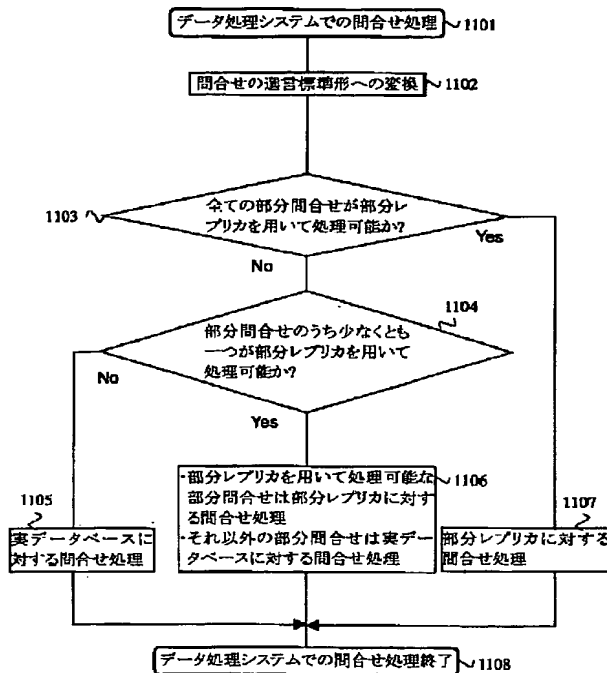 データ処理システムでの問合せ処理
1101
問合せの選言標準形への変換
1102
全ての部分問合せが部分レ
プリカを用いて処理可能か?
1103
Yes
No
1104
部分問合せのうち少なくとも
一つが部分レプリカを用いて
処理可能か?
No
Yes
1106
・部分レプリカを用いて処理可能な
部分問合せは部分レプリカに対す
る問合せ処理
・それ以外の部分問合せは実デー
タベースに対する問合せ処理
1105
実データベースに
対する問合せ処理
1107
部分レプリカに対する
問合せ処理
データ処理システムでの問合せ処理終了
1108